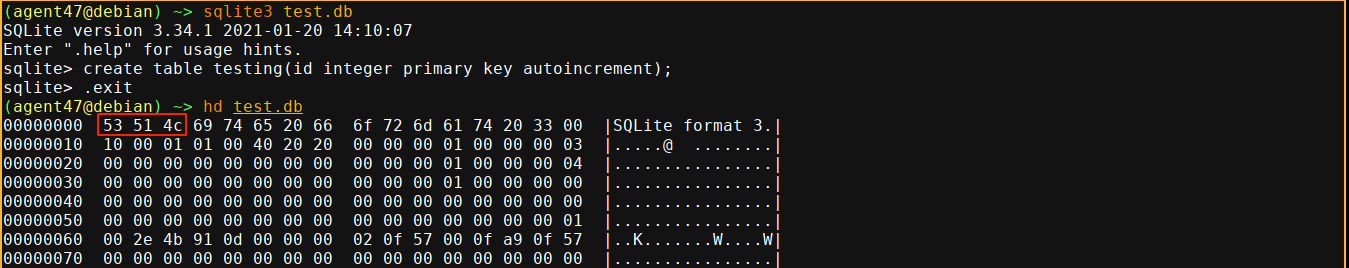 (agent47@debian) ~> sqlite3 test.db
SQLite version 3.34.1 2021-01-20 14:10:07
Enter ".help" for usage hints.
sqlite> create table testing(id integer primary key autoincrement);
sqlite> .exit
(agent47@debian) ~> hd test.db
00000000  53 51 4c 69 74 65 20 66  6f 72 6d 61 74 20 33 00  |SQLite format 3.|
00000010  10 00 01 01 00 40 20 20  00 00 00 01 00 00 00 03  |.....@  ........|
00000020  00 00 00 00 00 00 00 00  00 00 00 01 00 00 00 04  |................|
00000030  00 00 00 00 00 00 00 00  00 00 00 01 00 00 00 00  |................|
00000040  00 00 00 00 00 00 00 00  00 00 00 00 00 00 00 00  |................|
00000050  00 00 00 00 00 00 00 00  00 00 00 00 00 00 00 01  |................|
00000060  00 2e 4b 91 0d 00 00 00  02 0f 57 00 0f a9 0f 57  |..K.......W....W|
00000070  00 00 00 00 00 00 00 00  00 00 00 00 00 00 00 00  |................|